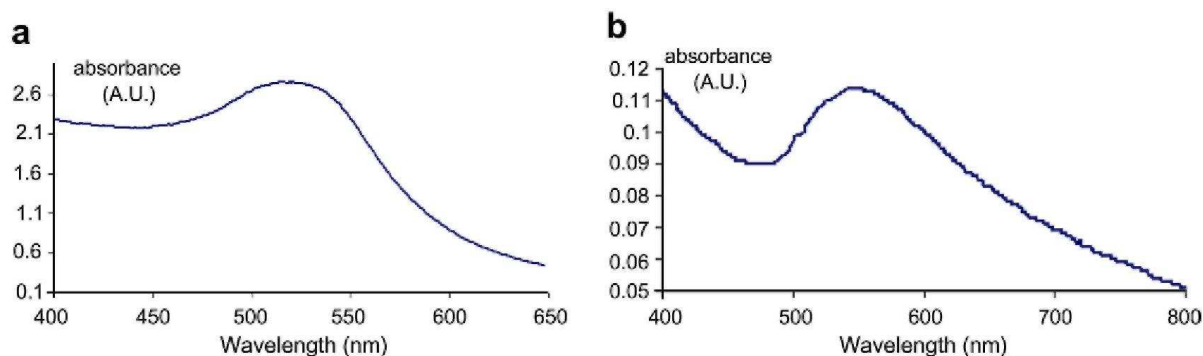 a
absorbance
(A.U.)
2.6
2.1
1.6
1.1
0.6
0.1
400 450 500 550 600 650
Wavelength (nm)
b
absorbance
(A.U.)
0.12
0.11
0.1
0.09
0.08
0.07
0.06
0.05
400 500 600 700 800
Wavelength (nm)